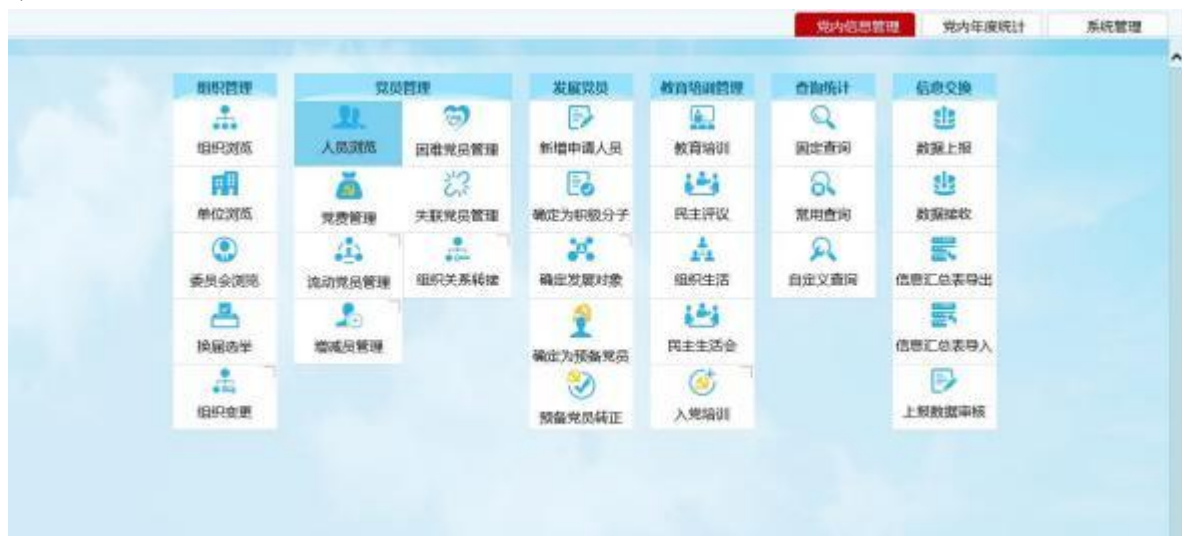 党内信息管理 党内年度统计 系统管理
组织管理 党员管理 发展党员 教育培训管理 查询统计 信息交换
人员浏览 困难党员管理
组织浏览 新增申请人员 教育培训 固定查询 数据上报
单位浏览 党费管理 失联党员管理 确定为积极分子 民主评议 常用查询 数据接收
委员会浏览 流动党员管理 组织关系转接 确定发展对象 组织生活 自定义查询 信息汇总表导出
换届选举 增减员管理 确定为预备党员 民主生活会 信息汇总表导入
组织变更 预备党员转正 入党培训 上报数据审核